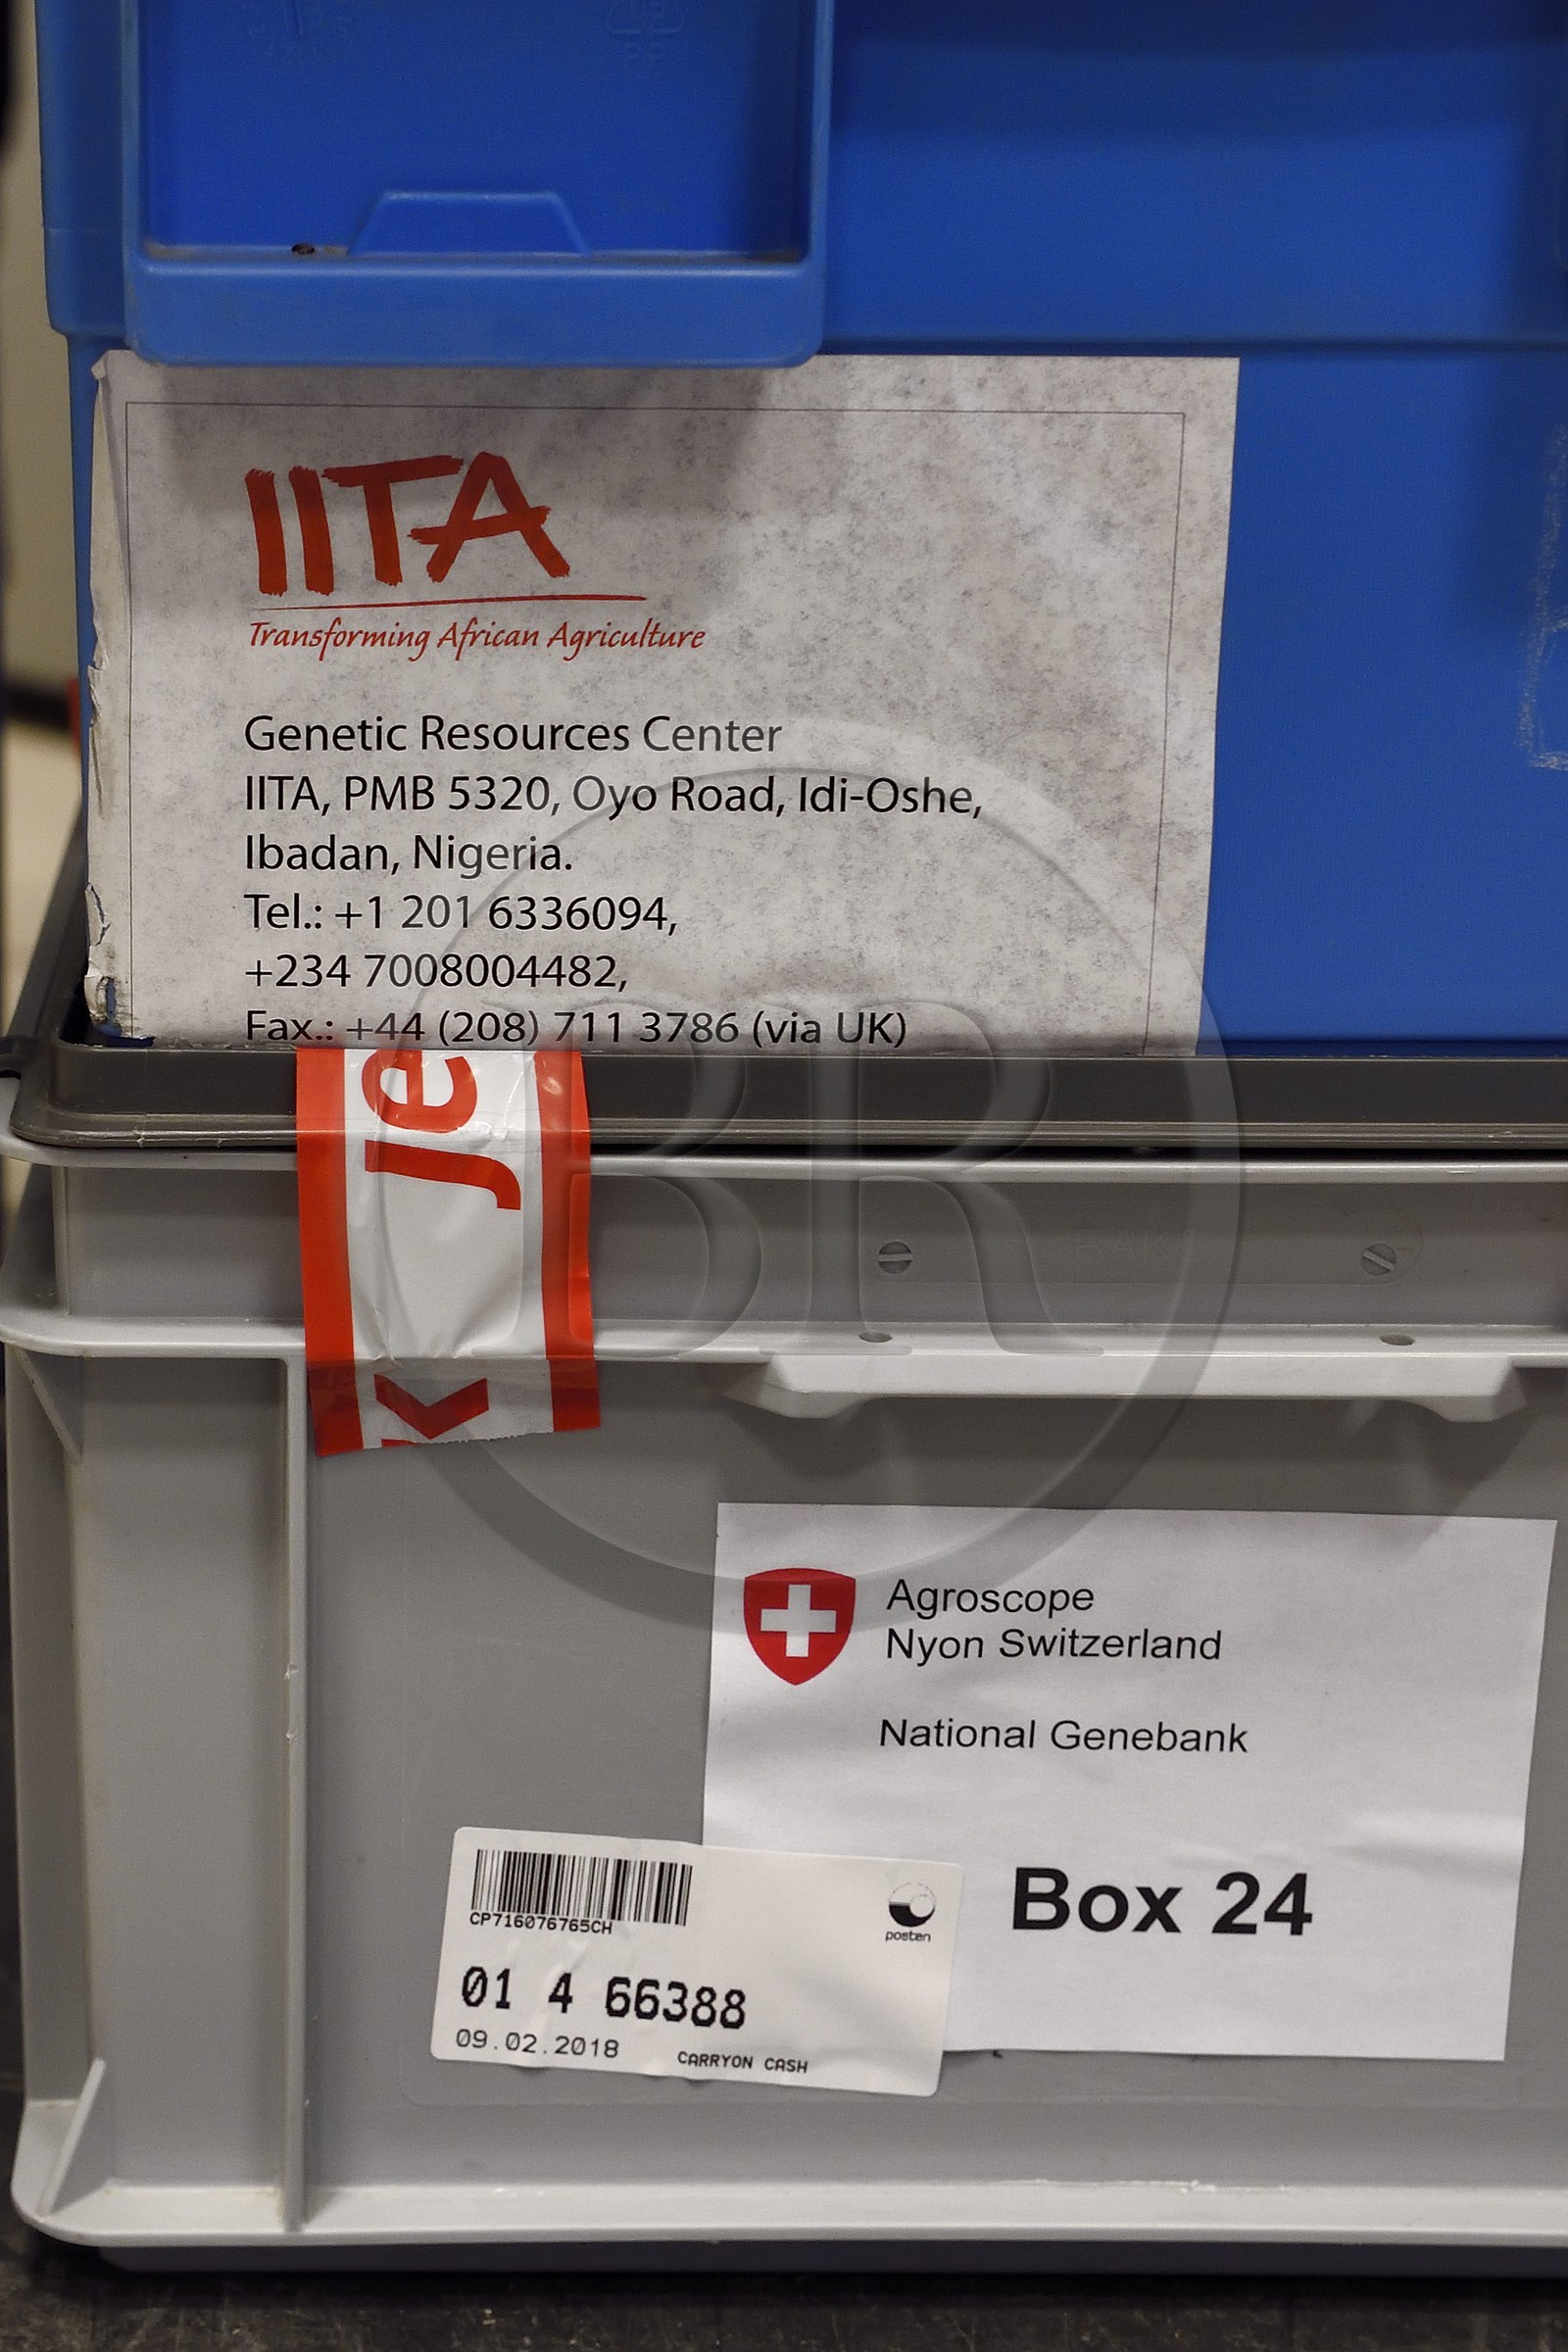 IITA
Transforming African Agriculture
Genetic Resources Center
IITA, PMB 5320, Oyo Road, Idi-Oshe,
Ibadan, Nigeria.
Tel.: +1 201 6336094,
+234 7008004482,
Fax.: +44 (208) 711 3786 (via UK)
Je
k
BR
Agroscope
Nyon Switzerland
National Genebank
Box 24
CP716076765CH
posten
01 4 66388
09.02.2018 CARRYON CASH